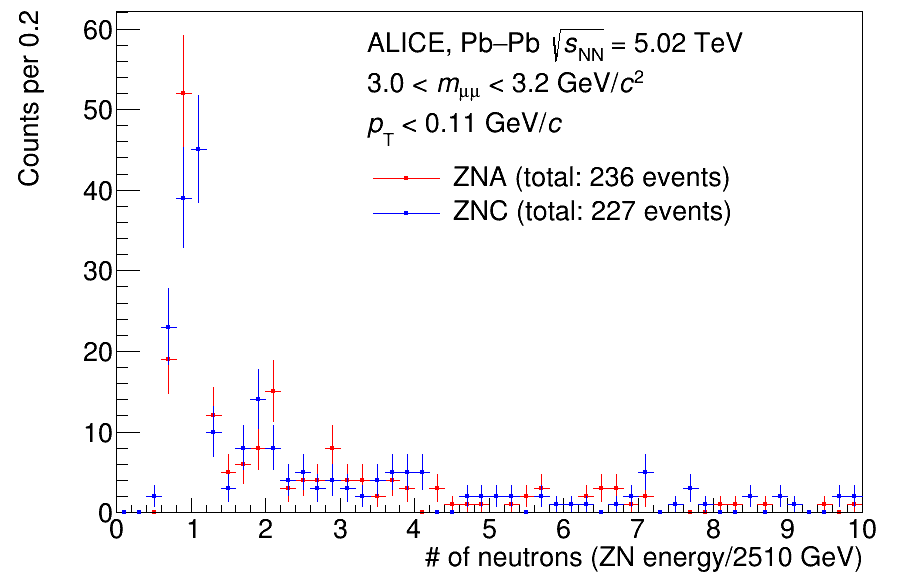 ALICE, Pb–Pb √sNN = 5.02 TeV
3.0 < mμμ < 3.2 GeV/c²
pT < 0.11 GeV/c
ZNA (total: 236 events)
ZNC (total: 227 events)
Counts per 0.2
60
50
40
30
20
10
0
0 1 2 3 4 5 6 7 8 9 10
# of neutrons (ZN energy/2510 GeV)